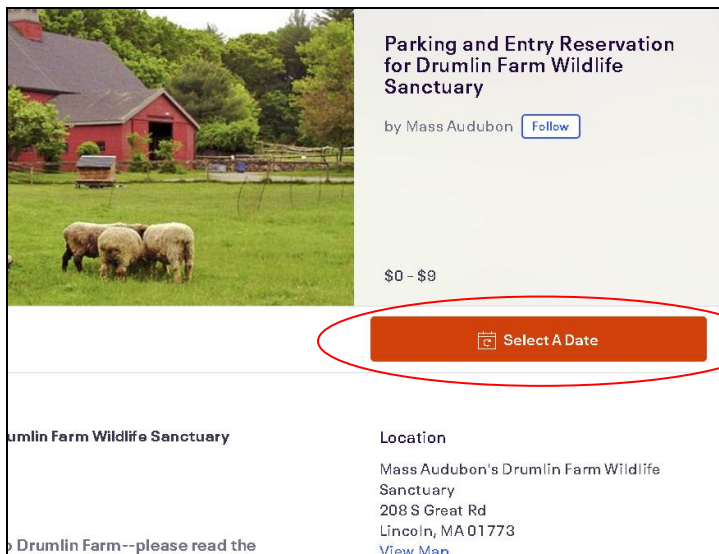 Parking and Entry Reservation
for Drumlin Farm Wildlife
Sanctuary
by Mass Audubon Follow
$0 – $9
Select A Date
Drumlin Farm Wildlife Sanctuary
Drumlin Farm--please read the
Location
Mass Audubon's Drumlin Farm Wildlife
Sanctuary
208 S Great Rd
Lincoln, MA 01773
View Map